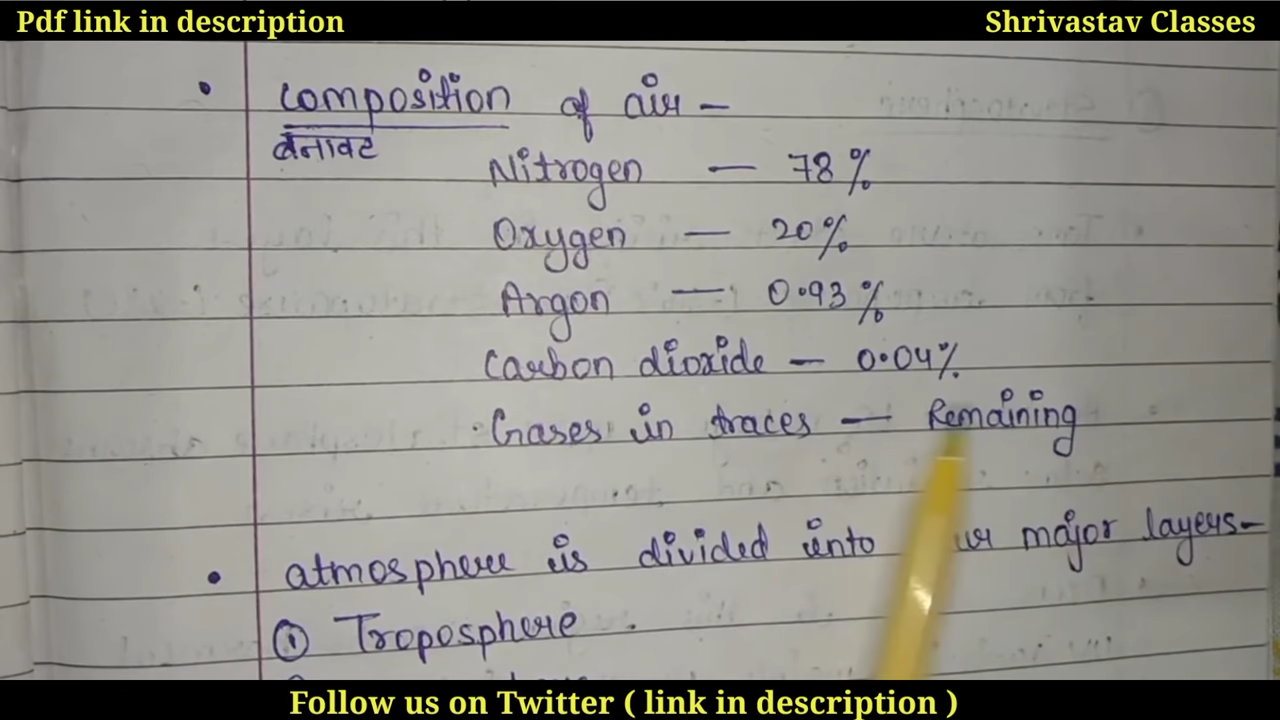 Pdf link in description
Shrivastav Classes
composition of air -
बनावट
Nitrogen — 78%
Oxygen — 20%
Argon — 0.93%
Carbon dioxide — 0.04%
Gases in traces — Remaining
atmosphere is divided into major layers-
① Troposphere
Follow us on Twitter ( link in description )